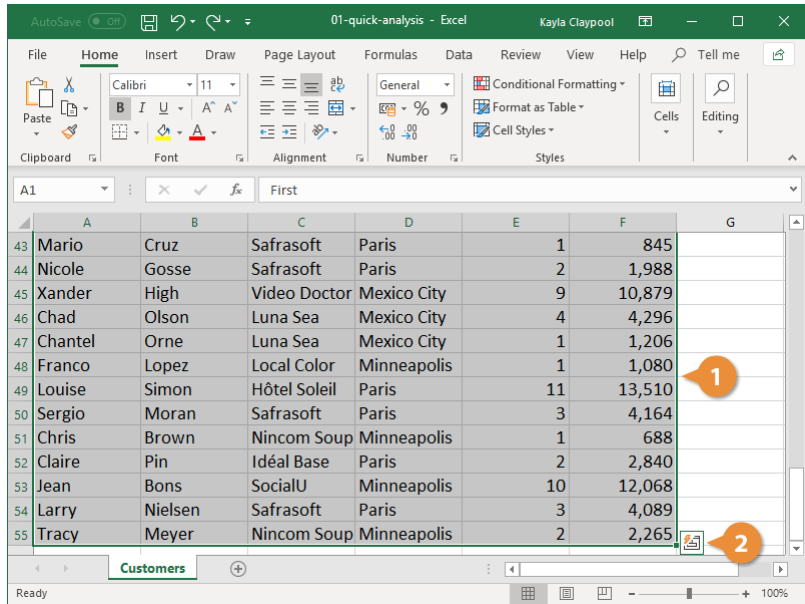 AutoSave Off 01-quick-analysis - Excel Kayla Claypool
File Home Insert Draw Page Layout Formulas Data Review View Help Tell me
Paste Calibri 11 General Conditional Formatting Cells Editing
B I U A A % Format as Table
A .00 .00 Cell Styles
Clipboard Font Alignment Number Styles
A1 fx First
A B C D E F G
43 Mario Cruz Safrasoft Paris 1 845
44 Nicole Gosse Safrasoft Paris 2 1,988
45 Xander High Video Doctor Mexico City 9 10,879
46 Chad Olson Luna Sea Mexico City 4 4,296
47 Chantel Orne Luna Sea Mexico City 1 1,206
48 Franco Lopez Local Color Minneapolis 1 1,080
1
49 Louise Simon Hôtel Soleil Paris 11 13,510
50 Sergio Moran Safrasoft Paris 3 4,164
51 Chris Brown Nincom Soup Minneapolis 1 688
52 Claire Pin Idéal Base Paris 2 2,840
53 Jean Bons SocialU Minneapolis 10 12,068
54 Larry Nielsen Safrasoft Paris 3 4,089
55 Tracy Meyer Nincom Soup Minneapolis 2 2,265
2
Customers
Ready 100%